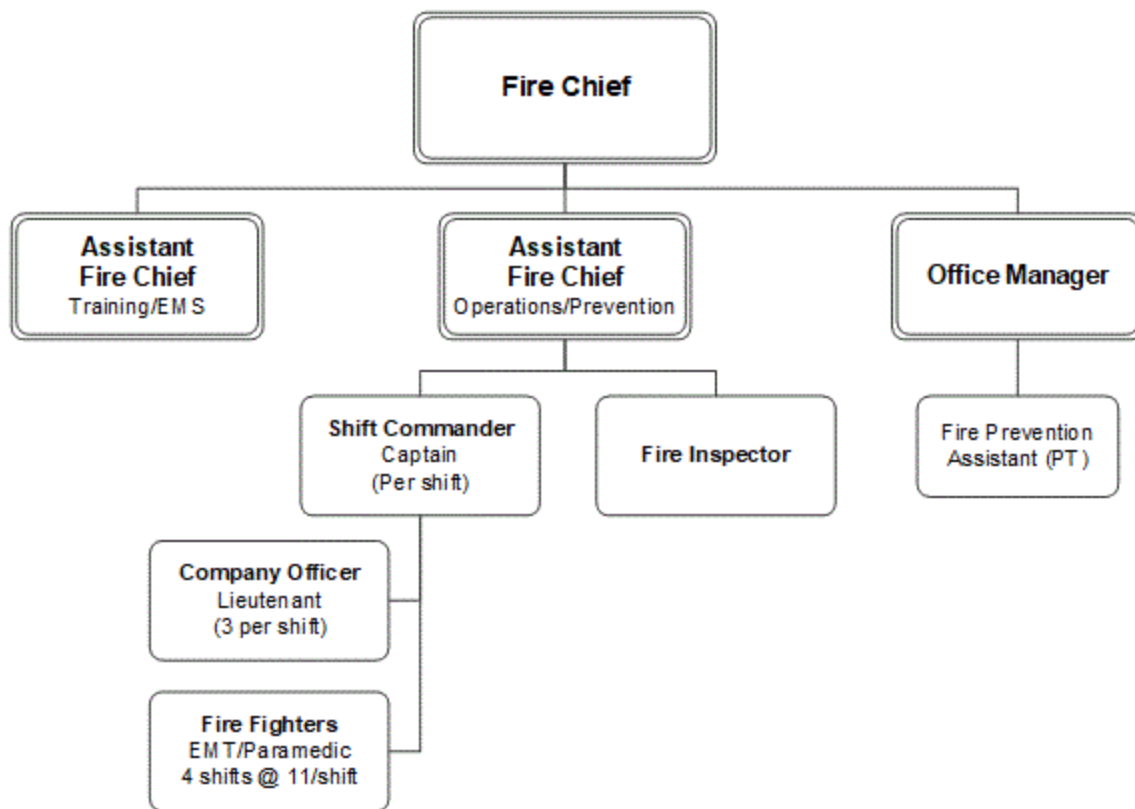 Fire Chief
Assistant
Fire Chief
Training/EMS
Assistant
Fire Chief
Operations/Prevention
Office Manager
Shift Commander
Captain
(Per shift)
Fire Inspector
Fire Prevention
Assistant (PT)
Company Officer
Lieutenant
(3 per shift)
Fire Fighters
EMT/Paramedic
4 shifts @ 11/shift